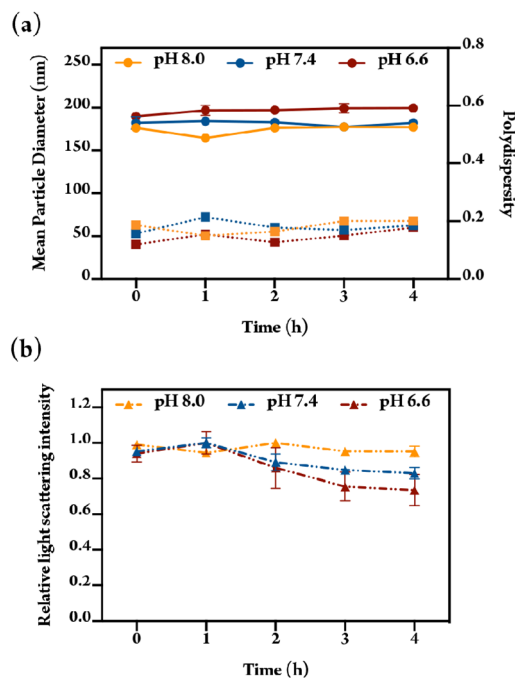 (a)
pH 8.0 pH 7.4 pH 6.6
250
200
150
100
50
0
0.8
0.6
0.4
0.2
0.0
Mean Particle Diameter (nm)
Polydispersity
0 1 2 3 4
Time (h)
(b)
pH 8.0 pH 7.4 pH 6.6
1.2
1.0
0.8
0.6
0.4
0.2
0.0
Relative light scattering intensity
0 1 2 3 4
Time (h)